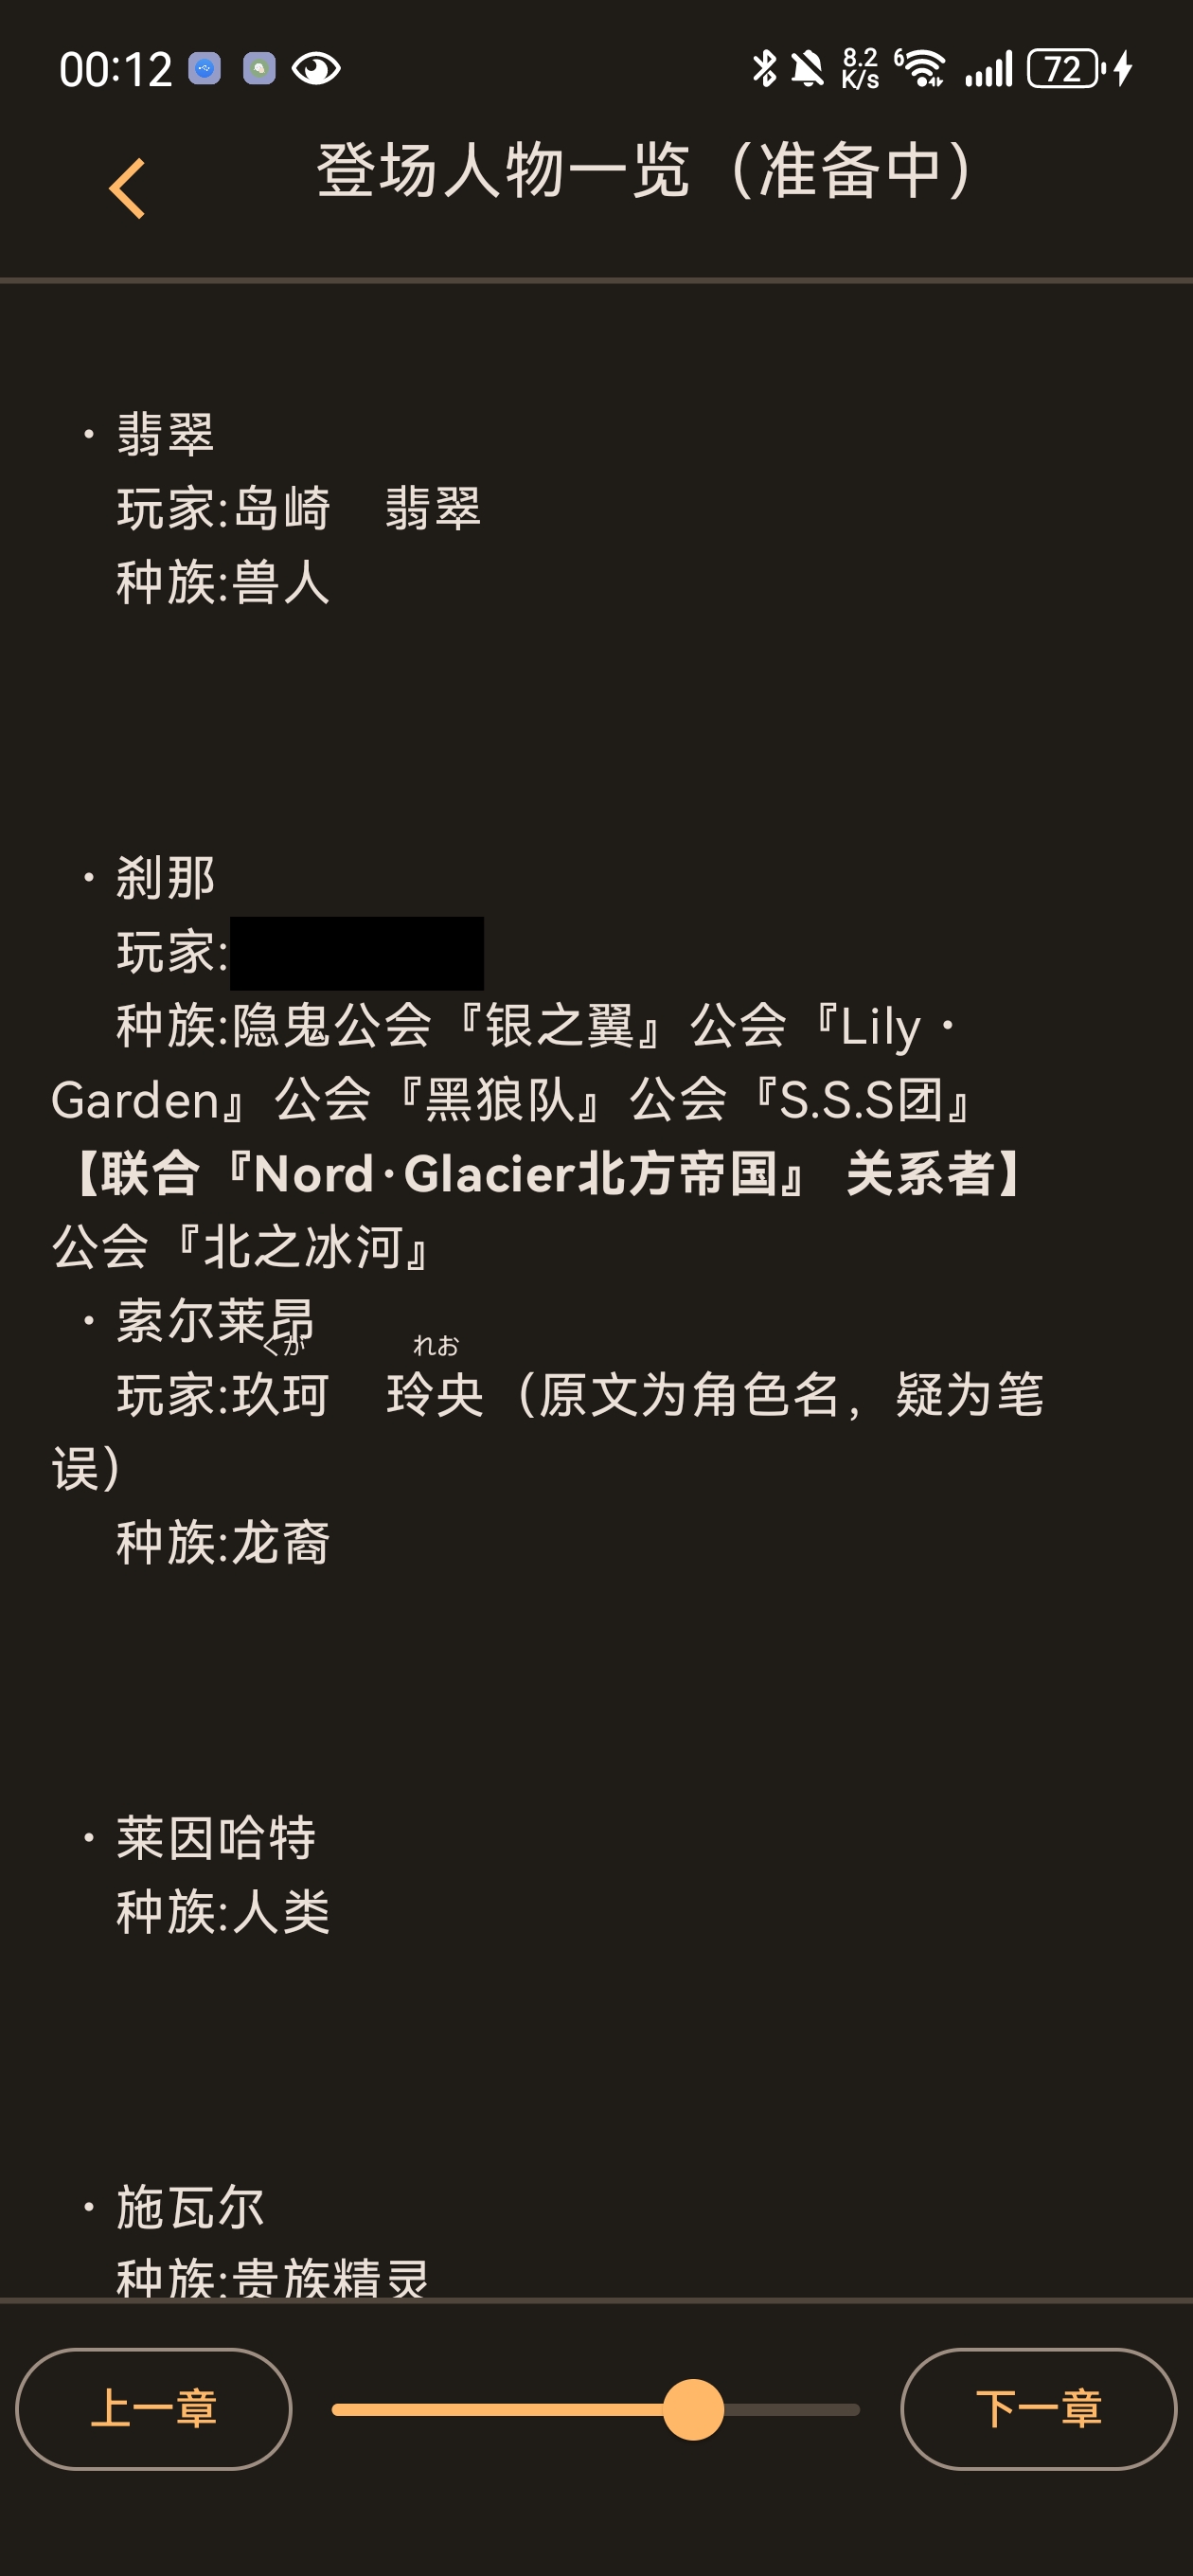 00:12
8.2 K/s
6
72
登场人物一览（准备中）
・翡翠
玩家:岛崎　翡翠
种族:兽人
・刹那
玩家:
种族:隐鬼公会『银之翼』公会『Lily・
Garden』公会『黑狼队』公会『S.S.S团』
【联合『Nord·Glacier北方帝国』 关系者】
公会『北之冰河』
・索尔莱昂
くが　れお
玩家:玖珂　玲央（原文为角色名，疑为笔
误）
种族:龙裔
・莱因哈特
种族:人类
・施瓦尔
种族:贵族精灵
上一章
下一章